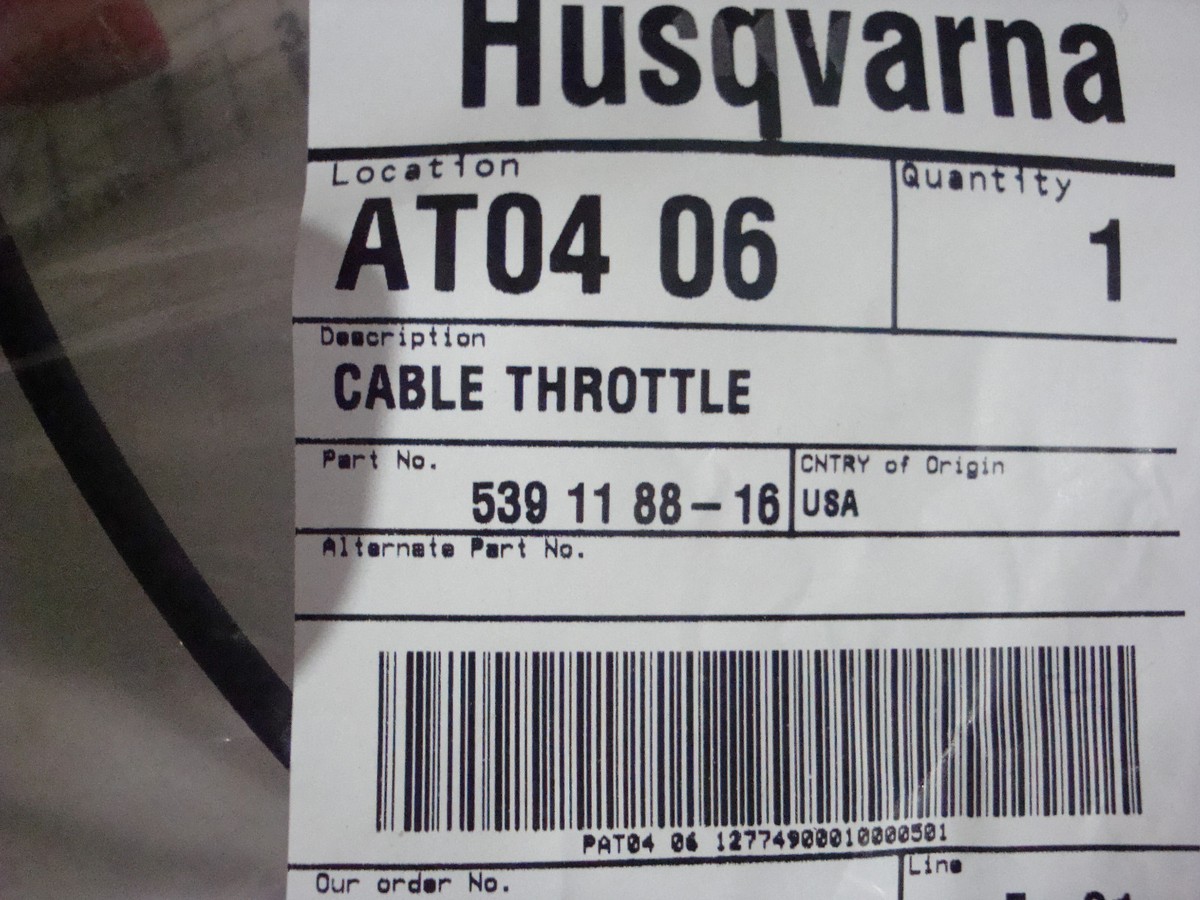 Husqvarna
Location
AT04 06
Quantity
1
Description
CABLE THROTTLE
Part No.
539 11 88-16
CNTRY of Origin
USA
Alternate Part No.
PAT04 06 12774900010000501
Our order No.
Line